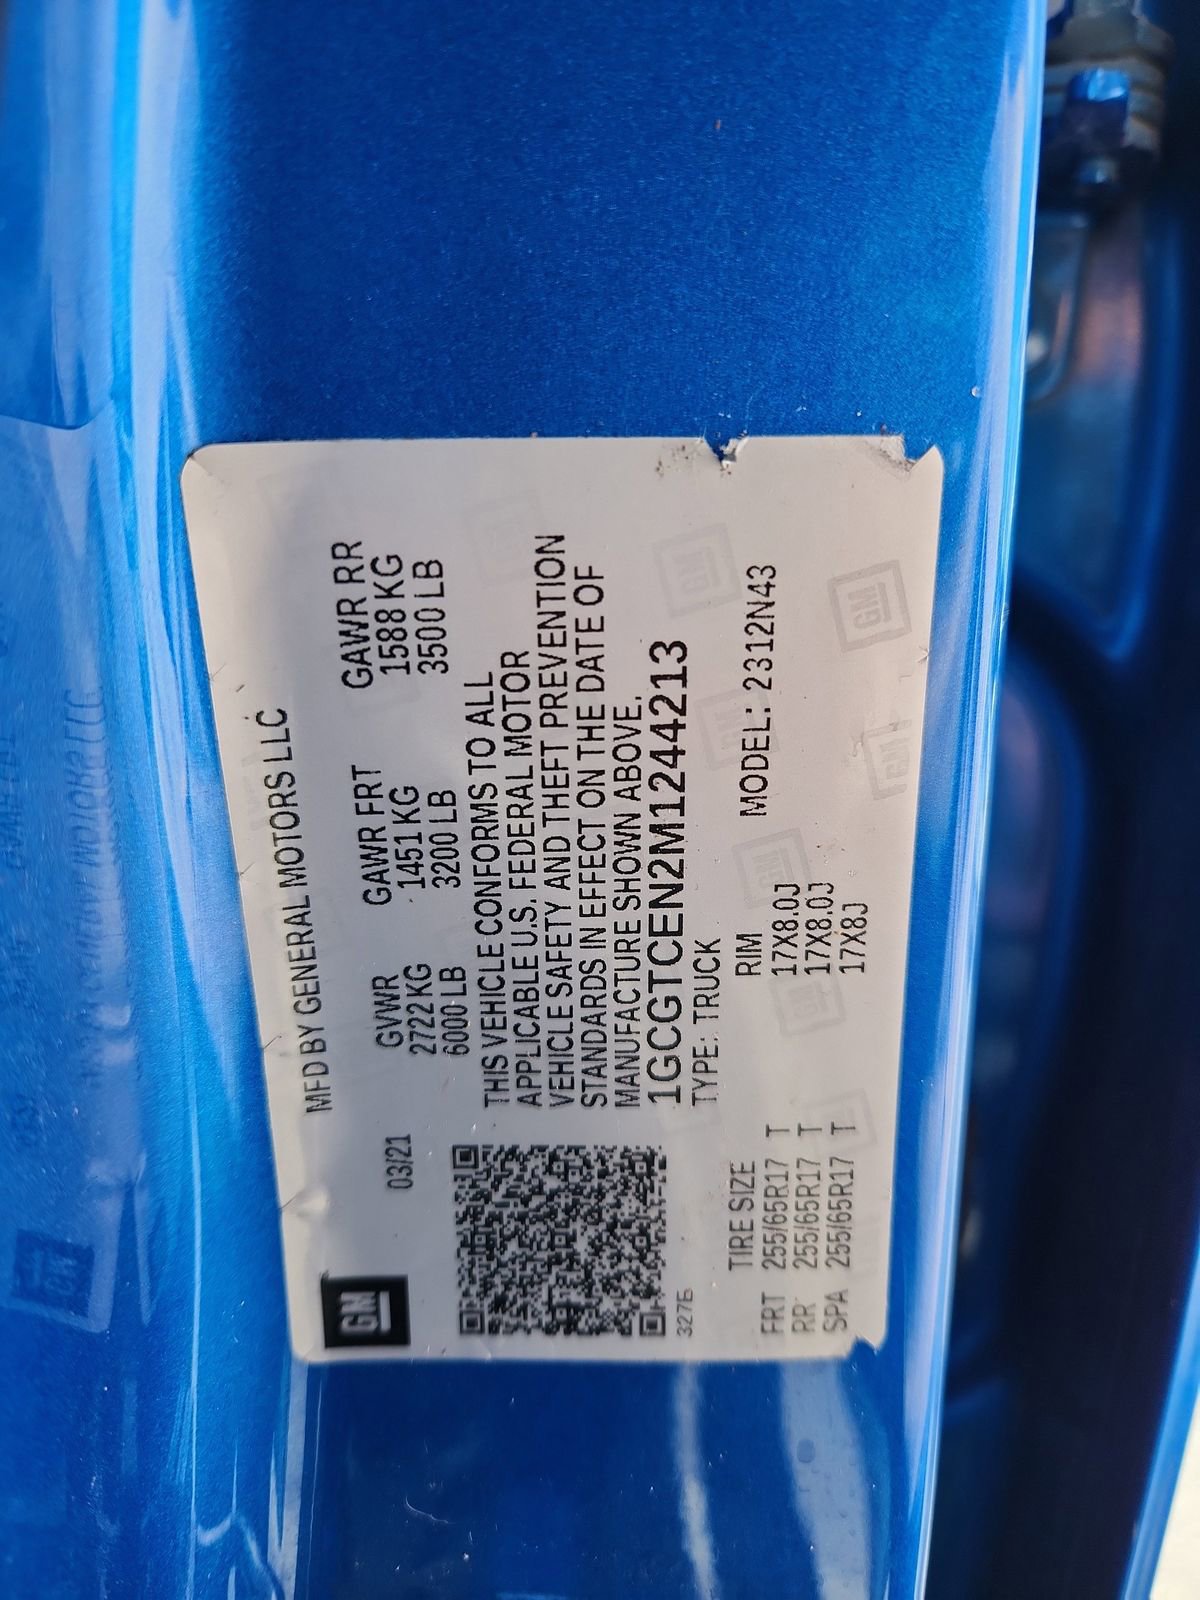 GM
MFD BY GENERAL MOTORS LLC
03/21
GVWR GAWR FRT GAWR RR
2722 KG 1451 KG 1588 KG
6000 LB 3200 LB 3500 LB
THIS VEHICLE CONFORMS TO ALL
APPLICABLE U.S. FEDERAL MOTOR
VEHICLE SAFETY AND THEFT PREVENTION
STANDARDS IN EFFECT ON THE DATE OF
MANUFACTURE SHOWN ABOVE.
1GCGTCEN2M1244213
327E TYPE: TRUCK
TIRE SIZE RIM MODEL: 2312N43
FRT 255/65R17 T 17X8.0J
RR 255/65R17 T 17X8.0J
SPA 255/65R17 T 17X8J